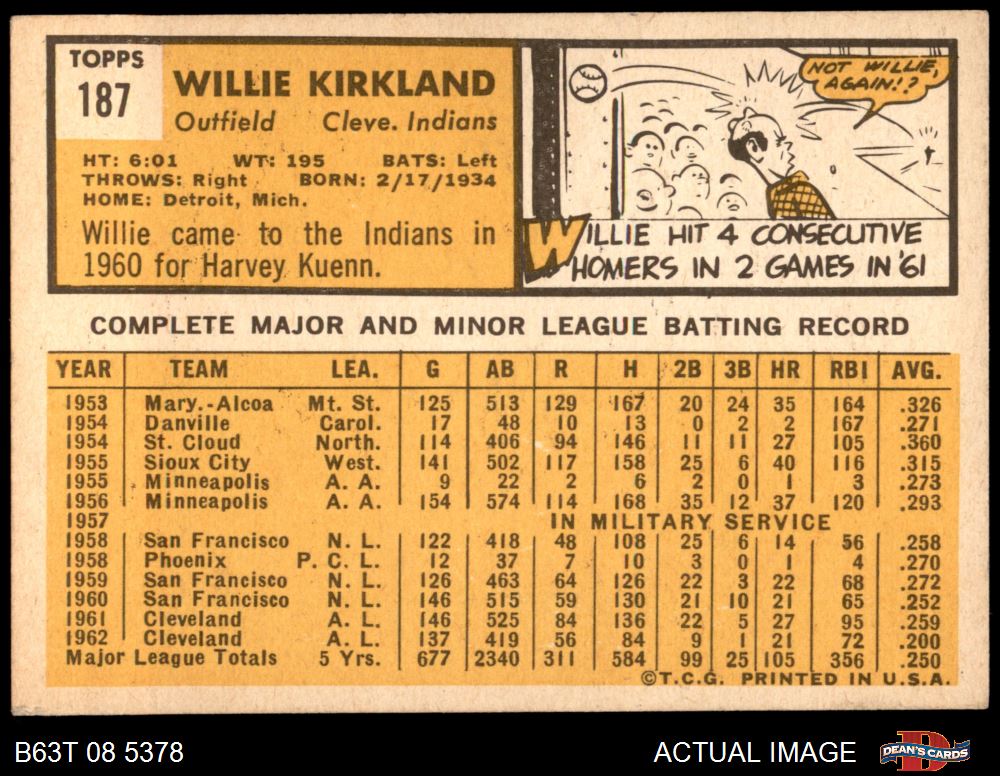 TOPPS
187
WILLIE KIRKLAND
Outfield Cleve. Indians
HT: 6:01 WT: 195 BATS: Left
THROWS: Right BORN: 2/17/1934
HOME: Detroit, Mich.
Willie came to the Indians in
1960 for Harvey Kuenn.
NOT WILLIE,
AGAIN!?
WILLIE HIT 4 CONSECUTIVE
HOMERS IN 2 GAMES IN '61
COMPLETE MAJOR AND MINOR LEAGUE BATTING RECORD
YEAR TEAM LEA. G AB R H 2B 3B HR RBI AVG.
1953 Mary.-Alcoa Mt. St. 125 513 129 167 20 24 35 164 .326
1954 Danville Carol. 17 48 10 13 0 2 2 167 .271
1954 St. Cloud North. 114 406 94 146 11 11 27 105 .360
1955 Sioux City West. 141 502 117 158 25 6 40 116 .315
1955 Minneapolis A. A. 9 22 2 6 2 0 1 3 .273
1956 Minneapolis A. A. 154 574 114 168 35 12 37 120 .293
1957 IN MILITARY SERVICE
1958 San Francisco N. L. 122 418 48 108 25 6 14 56 .258
1958 Phoenix P. C. L. 12 37 7 10 3 0 1 4 .270
1959 San Francisco N. L. 126 463 64 126 22 3 22 68 .272
1960 San Francisco N. L. 146 515 59 130 21 10 21 65 .252
1961 Cleveland A. L. 146 525 84 136 22 5 27 95 .259
1962 Cleveland A. L. 137 419 56 84 9 1 21 72 .200
Major League Totals 5 Yrs. 677 2340 311 584 99 25 105 356 .250
©T.C.G. PRINTED IN U.S.A.
B63T 08 5378 ACTUAL IMAGE DEAN'S CARDS